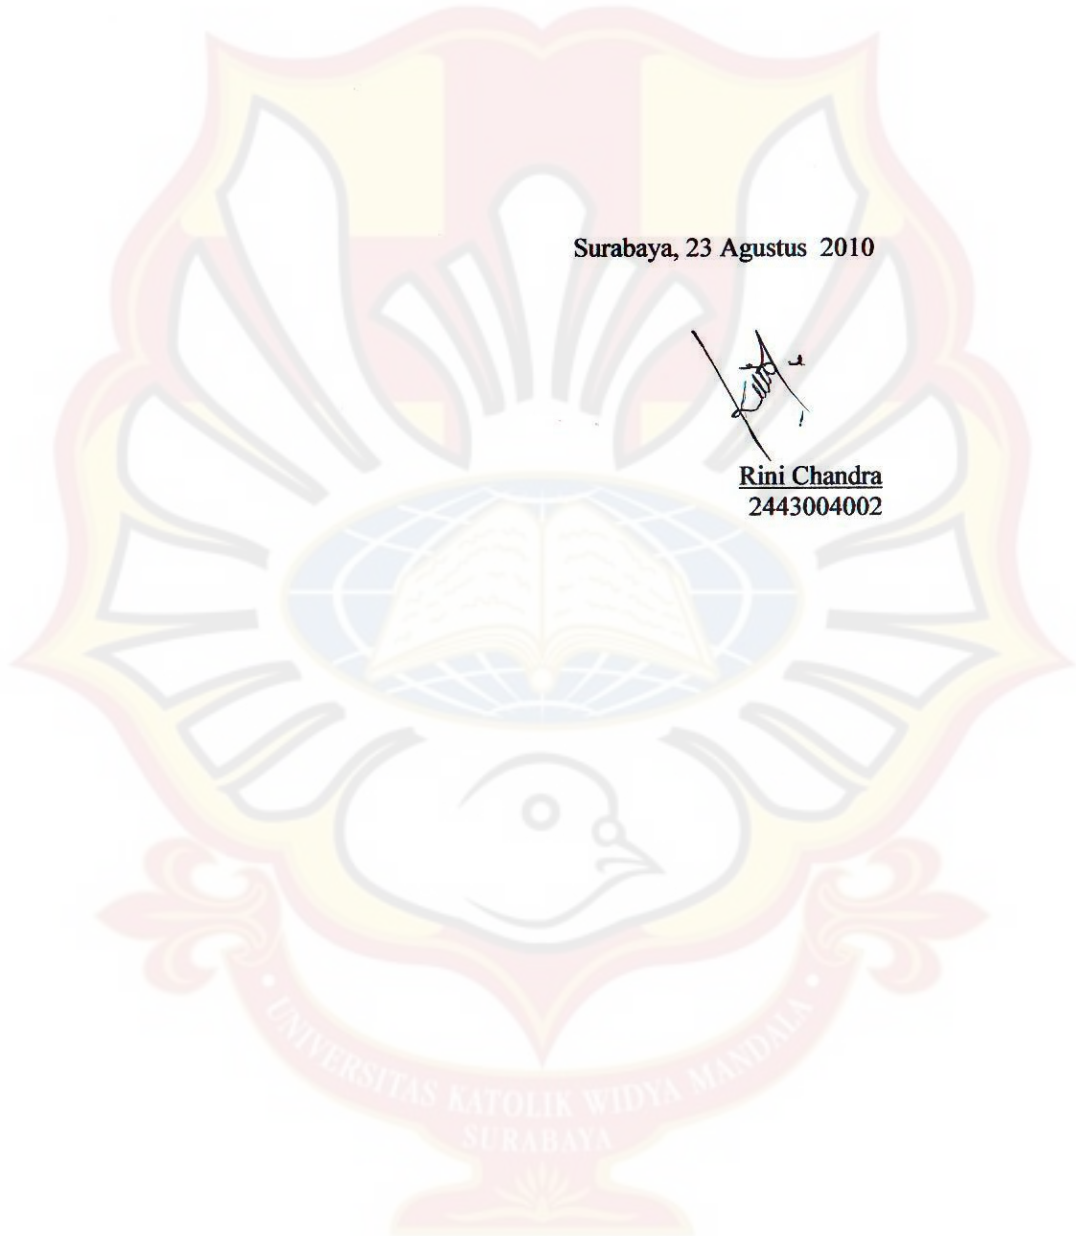 Surabaya, 23 Agustus 2010
Rini Chandra
2443004002
UNIVERSITAS KATOLIK WIDYA MANDALA
SURABAYA